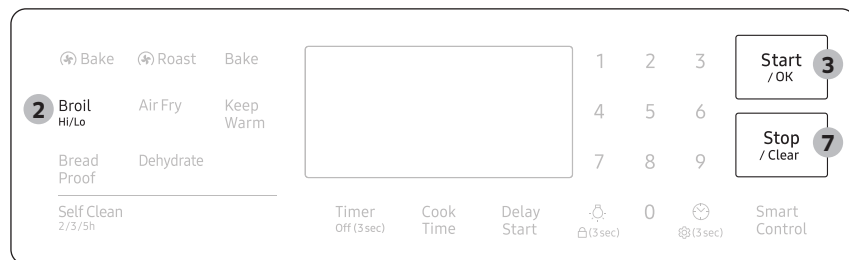 Bake Roast Bake 1 2 3 Start
/ OK 3
2 Broil
Hi/Lo Air Fry Keep
Warm 4 5 6
Stop
/ Clear 7
Bread
Proof Dehydrate 7 8 9
Self Clean
2/3/5h
Timer
Off (3 sec)
Cook
Time
Delay
Start
(3 sec)
0
(3 sec)
Smart
Control